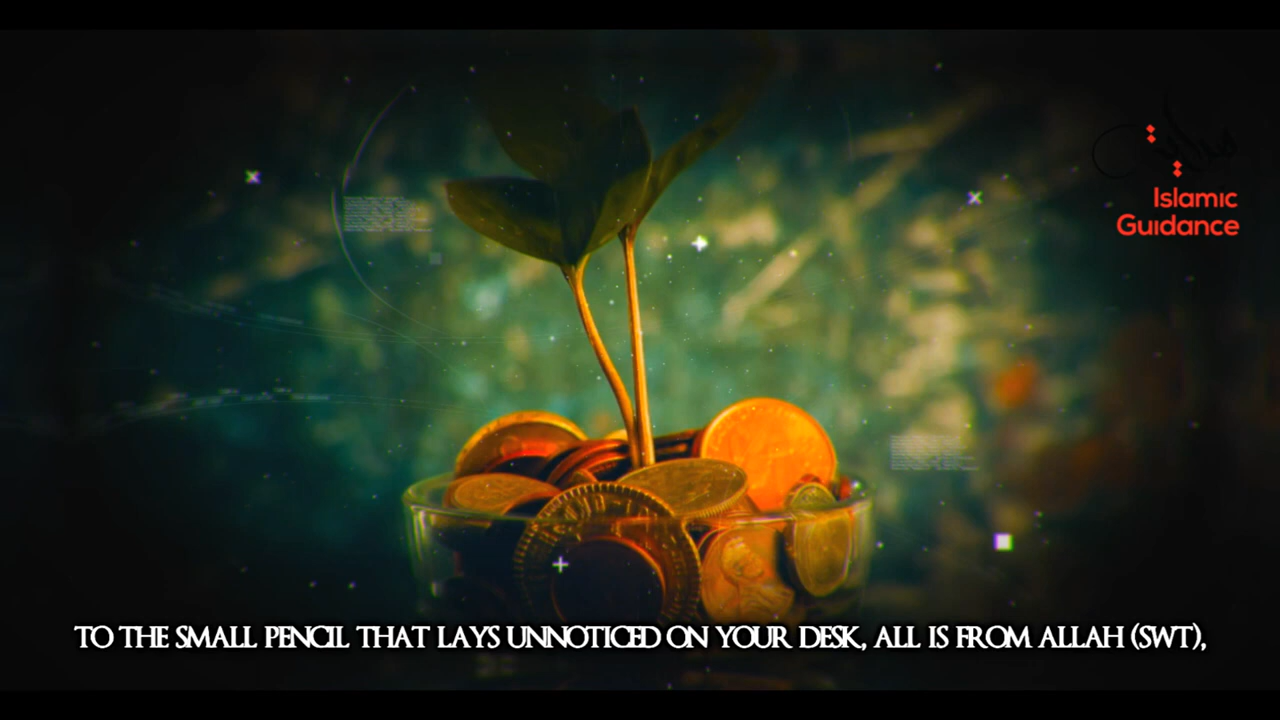 Islamic
Guidance
TO THE SMALL PENCIL THAT LAYS UNNOTICED ON YOUR DESK, ALL IS FROM ALLAH (SWT),